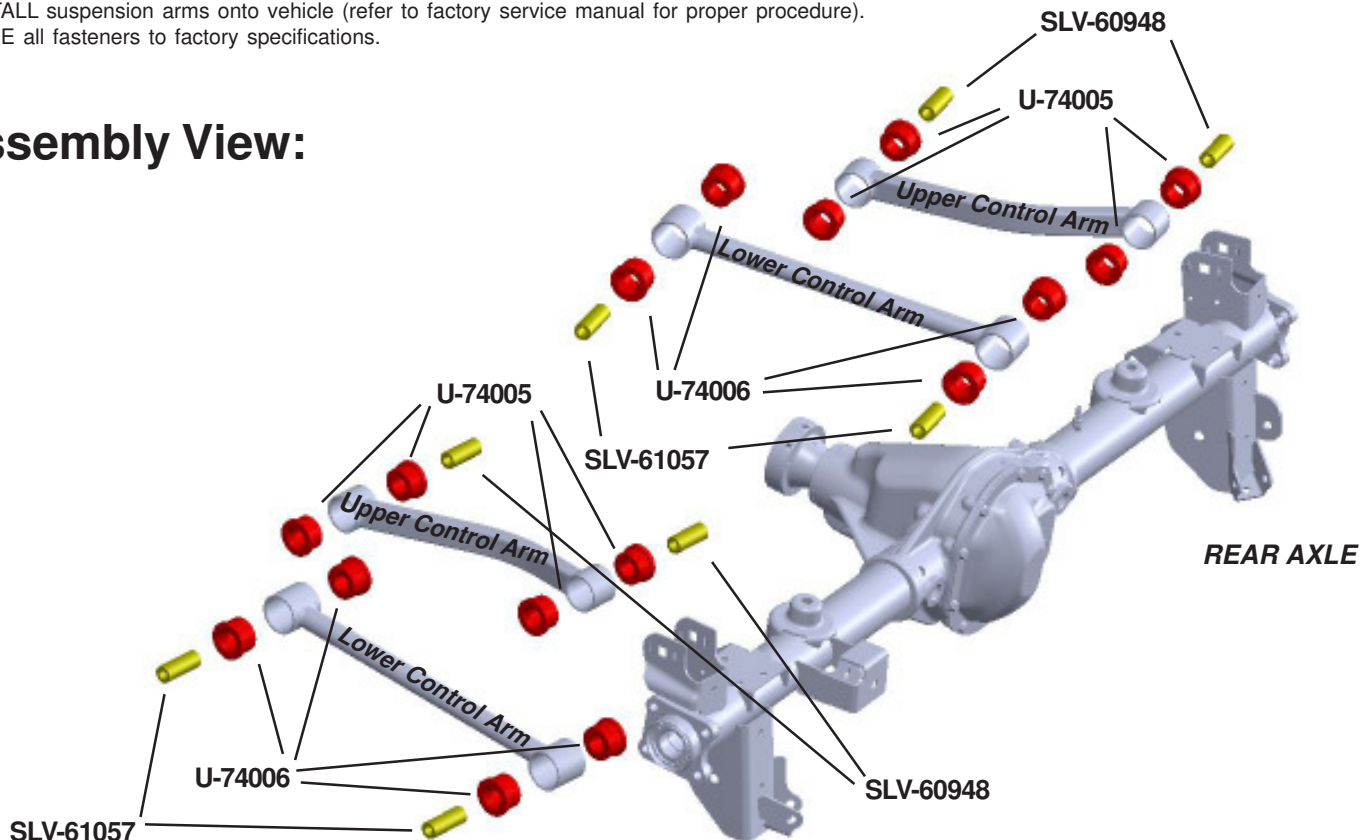 suspension arms onto vehicle (refer to factory service manual for proper procedure).
all fasteners to factory specifications.
View:
SLV-60948
U-74005
Upper Control Arm
Lower Control Arm
U-74006
SLV-61057
U-74005
Upper Control Arm
REAR AXLE
Lower Control Arm
U-74006
SLV-60948
SLV-61057